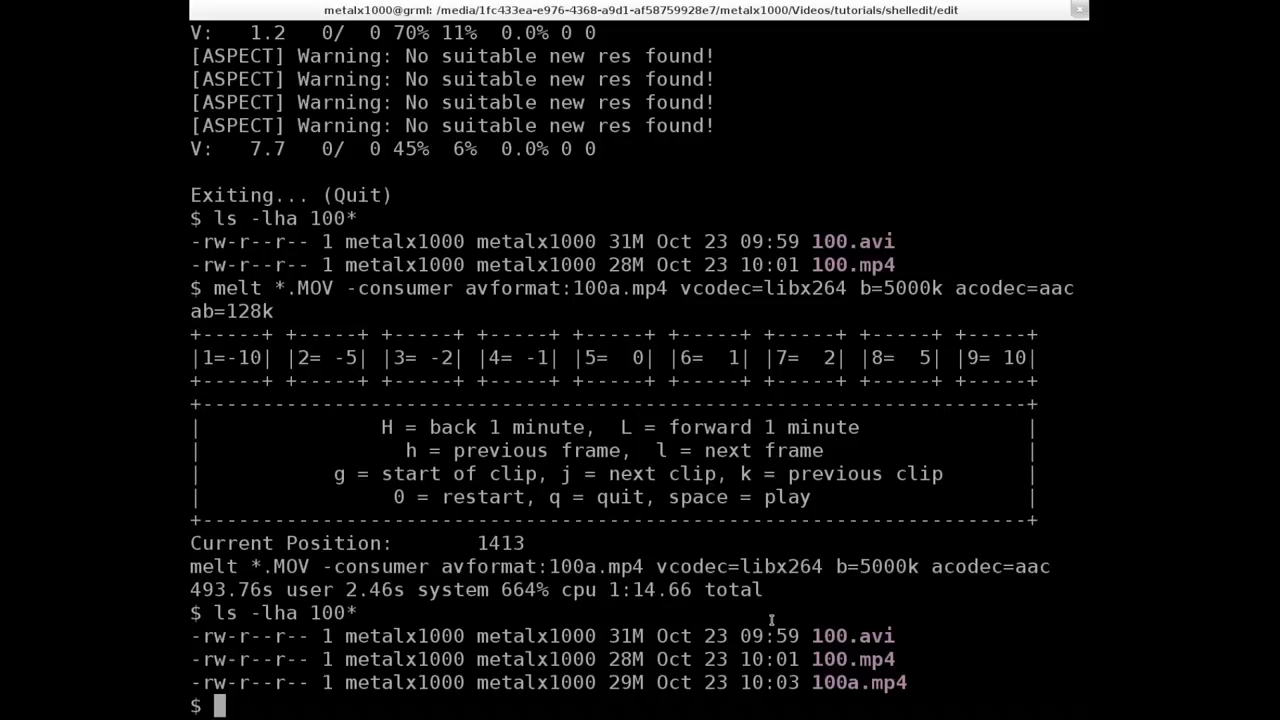 metalx1000@grml: /media/1fc433ea-e976-4368-a9d1-af58759928e7/metalx1000/Videos/tutorials/shelledit/edit
V:   1.2   0/  0 70% 11%  0.0% 0 0
[ASPECT] Warning: No suitable new res found!
[ASPECT] Warning: No suitable new res found!
[ASPECT] Warning: No suitable new res found!
[ASPECT] Warning: No suitable new res found!
V:   7.7   0/  0 45%  6%  0.0% 0 0
Exiting... (Quit)
$ ls -lha 100*
-rw-r--r-- 1 metalx1000 metalx1000 31M Oct 23 09:59 100.avi
-rw-r--r-- 1 metalx1000 metalx1000 28M Oct 23 10:01 100.mp4
$ melt *.MOV -consumer avformat:100a.mp4 vcodec=libx264 b=5000k acodec=aac
ab=128k
+-----+ +-----+ +-----+ +-----+ +-----+ +-----+ +-----+ +-----+ +-----+
|1=-10| |2= -5| |3= -2| |4= -1| |5=  0| |6=  1| |7=  2| |8=  5| |9= 10|
+-----+ +-----+ +-----+ +-----+ +-----+ +-----+ +-----+ +-----+ +-----+
+---------------------------------------------------------------------+
|               H = back 1 minute,  L = forward 1 minute              |
|                 h = previous frame,  l = next frame                 |
|           g = start of clip, j = next clip, k = previous clip       |
|                0 = restart, q = quit, space = play                  |
+---------------------------------------------------------------------+
Current Position:       1413
melt *.MOV -consumer avformat:100a.mp4 vcodec=libx264 b=5000k acodec=aac
493.76s user 2.46s system 664% cpu 1:14.66 total
$ ls -lha 100*
-rw-r--r-- 1 metalx1000 metalx1000 31M Oct 23 09:59 100.avi
-rw-r--r-- 1 metalx1000 metalx1000 28M Oct 23 10:01 100.mp4
-rw-r--r-- 1 metalx1000 metalx1000 29M Oct 23 10:03 100a.mp4
$